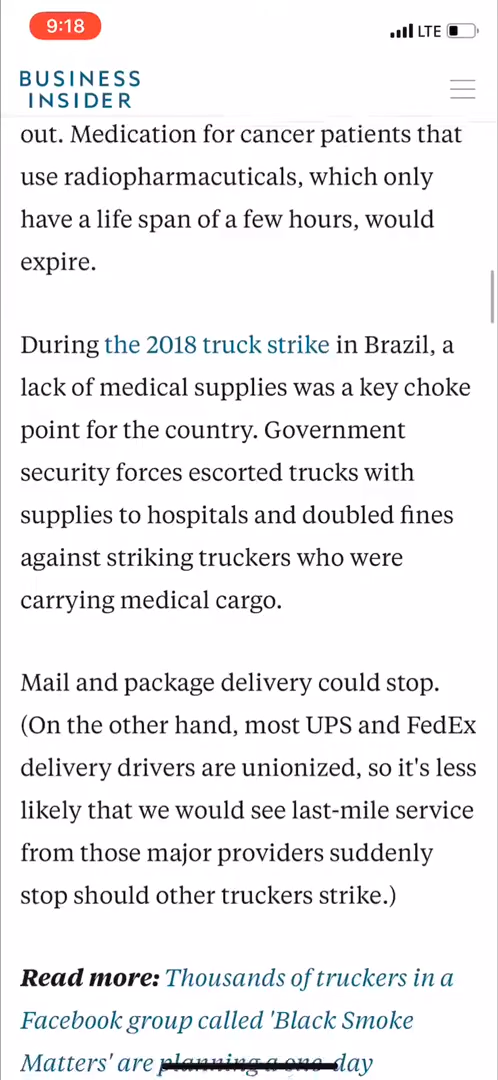 9:18
LTE
BUSINESS
INSIDER
out. Medication for cancer patients that
use radiopharmacuticals, which only
have a life span of a few hours, would
expire.
During the 2018 truck strike in Brazil, a
lack of medical supplies was a key choke
point for the country. Government
security forces escorted trucks with
supplies to hospitals and doubled fines
against striking truckers who were
carrying medical cargo.
Mail and package delivery could stop.
(On the other hand, most UPS and FedEx
delivery drivers are unionized, so it's less
likely that we would see last-mile service
from those major providers suddenly
stop should other truckers strike.)
Read more: Thousands of truckers in a
Facebook group called 'Black Smoke
Matters' are planning a one-day